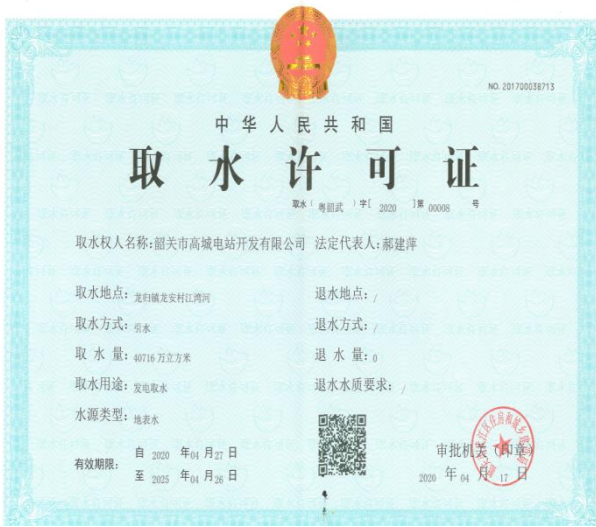 NO. 201700038713
中华人民共和国
取水许可证
取水( 粤韶武 )字[ 2020 ]第 00008 号
取水权人名称:韶关市高城电站开发有限公司 法定代表人:郝建萍
取水地点: 龙归镇龙安村江湾河 退水地点: /
取水方式: 引水 退水方式: /
取 水 量: 40716 万立方米 退 水 量: 0
取水用途: 发电取水 退水水质要求: /
水源类型: 地表水
有效期限: 自 2020 年 04 月 27 日
至 2025 年 04 月 26 日
审批机关(印章)
2020 年 04 月 17 日